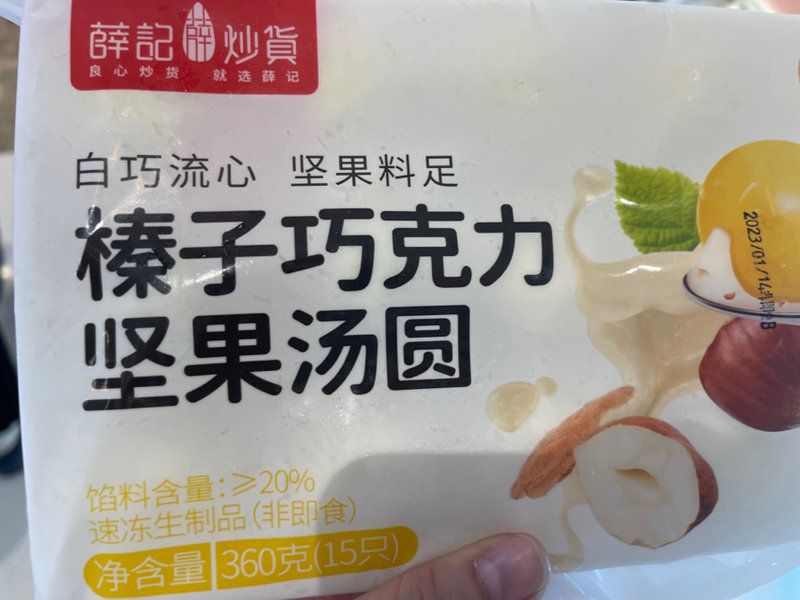 薛記炒貨
良心炒货 就选薛记
白巧流心 坚果料足
榛子巧克力
坚果汤圆
馅料含量:≥20%
速冻生制品(非即食)
净含量 360克(15只)
2023/01/14